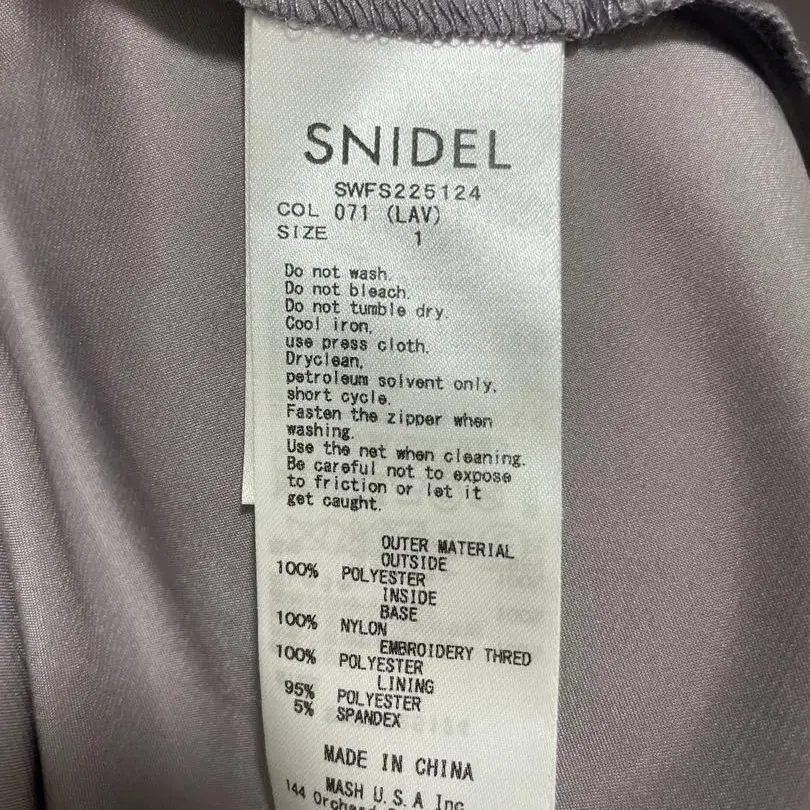 SNIDEL
SWFS225124
COL 071 (LAV)
SIZE 1
Do not wash.
Do not bleach.
Do not tumble dry.
Cool iron,
use press cloth.
Dryclean,
petroleum solvent only,
short cycle.
Fasten the zipper when
washing.
Use the net when cleaning.
Be careful not to expose
to friction or let it
get caught.
OUTER MATERIAL
OUTSIDE
100% POLYESTER
INSIDE
BASE
100% NYLON
EMBROIDERY THRED
100% POLYESTER
LINING
95% POLYESTER
5% SPANDEX
MADE IN CHINA
MASH U.S.A Inc.
144